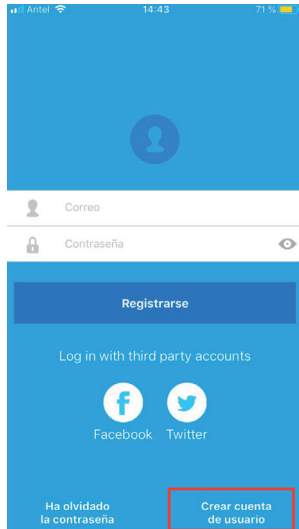 Antel 14:43 71 %
Correo
Contraseña
Registrarse
Log in with third party accounts
Facebook Twitter
Ha olvidado
la contraseña
Crear cuenta
de usuario